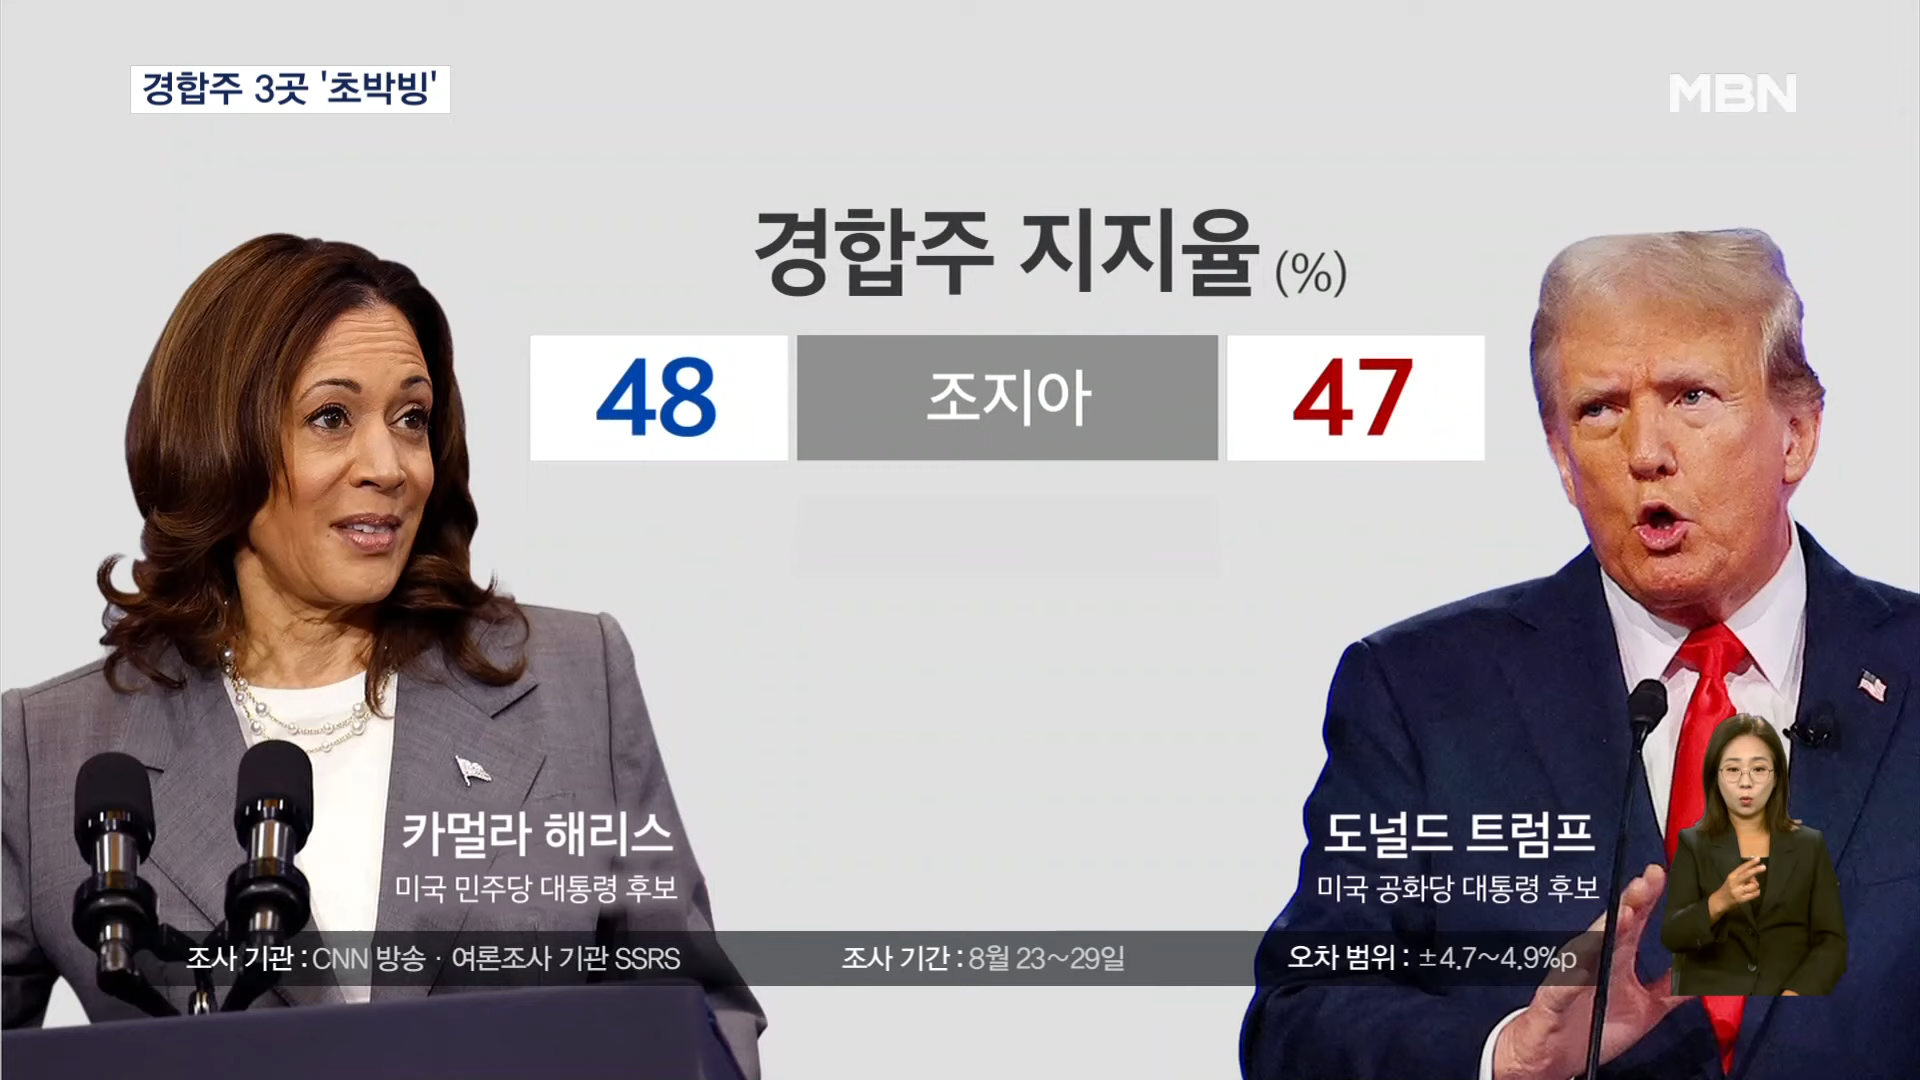 경합주 3곳 '초박빙'
MBN
경합주 지지율 (%)
48 조지아 47
카멀라 해리스
미국 민주당 대통령 후보
도널드 트럼프
미국 공화당 대통령 후보
조사 기관 : CNN 방송 · 여론조사 기관 SSRS 조사 기간 : 8월 23~29일 오차 범위 : ±4.7~4.9%p